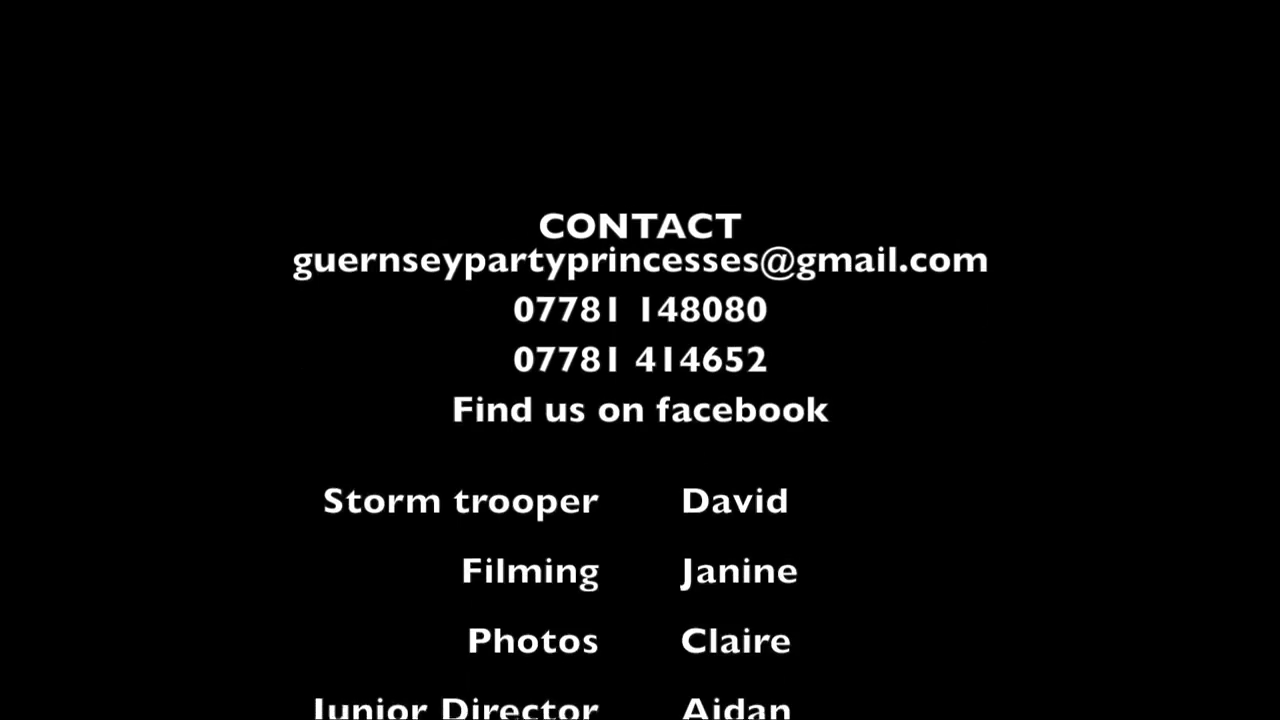 CONTACT
guernseypartyprincesses@gmail.com
07781 148080
07781 414652
Find us on facebook
Storm trooper David
Filming Janine
Photos Claire
Junior Director Aidan